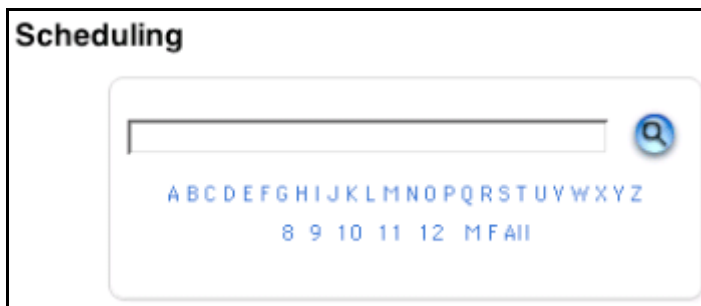 Scheduling
A B C D E F G H I J K L M N O P Q R S T U V W X Y Z
8 9 10 11 12 M F All